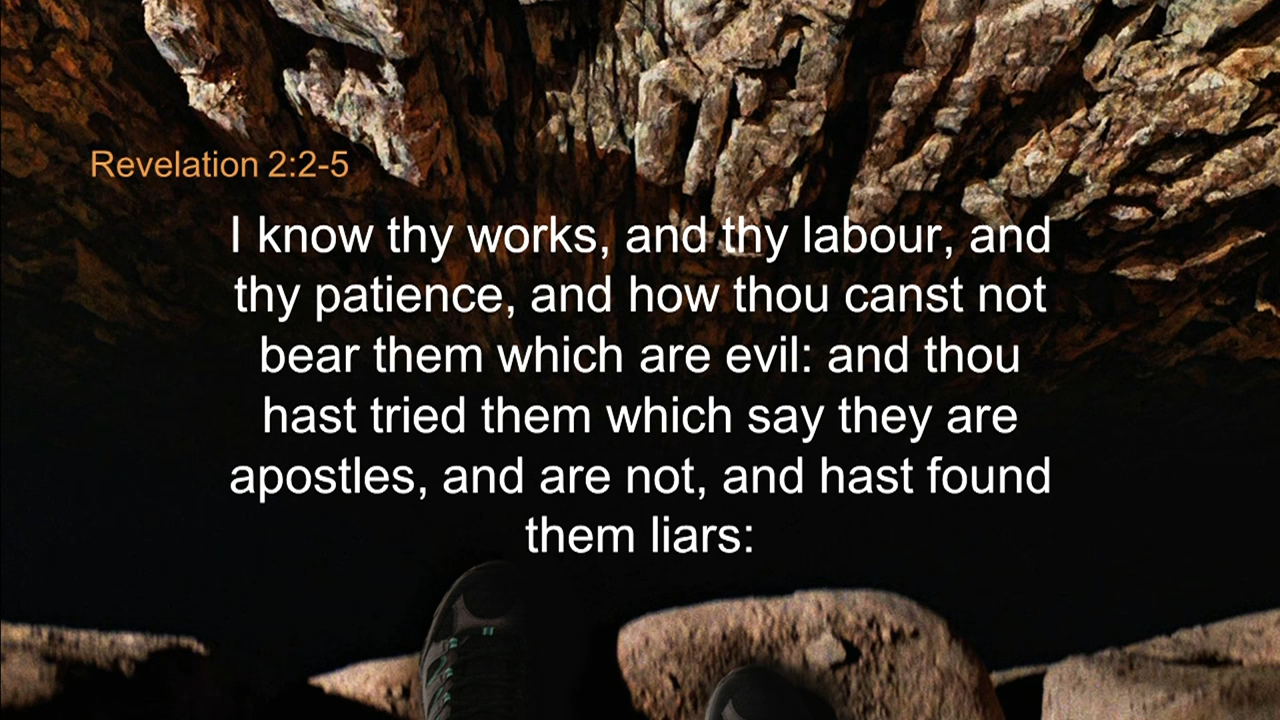 Revelation 2:2-5
I know thy works, and thy labour, and
thy patience, and how thou canst not
bear them which are evil: and thou
hast tried them which say they are
apostles, and are not, and hast found
them liars: